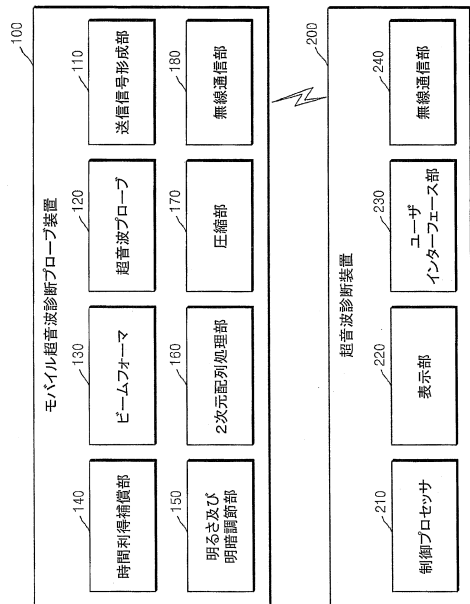 100
モバイル超音波診断プローブ装置
140
130
120
110
時間利得補償部
ビームフォーマ
超音波プローブ
送信信号形成部
150
160
170
180
明るさ及び
明暗調節部
2次元配列処理部
圧縮部
無線通信部
200
超音波診断装置
210
220
230
240
制御プロセッサ
表示部
ユーザ
インターフェース部
無線通信部